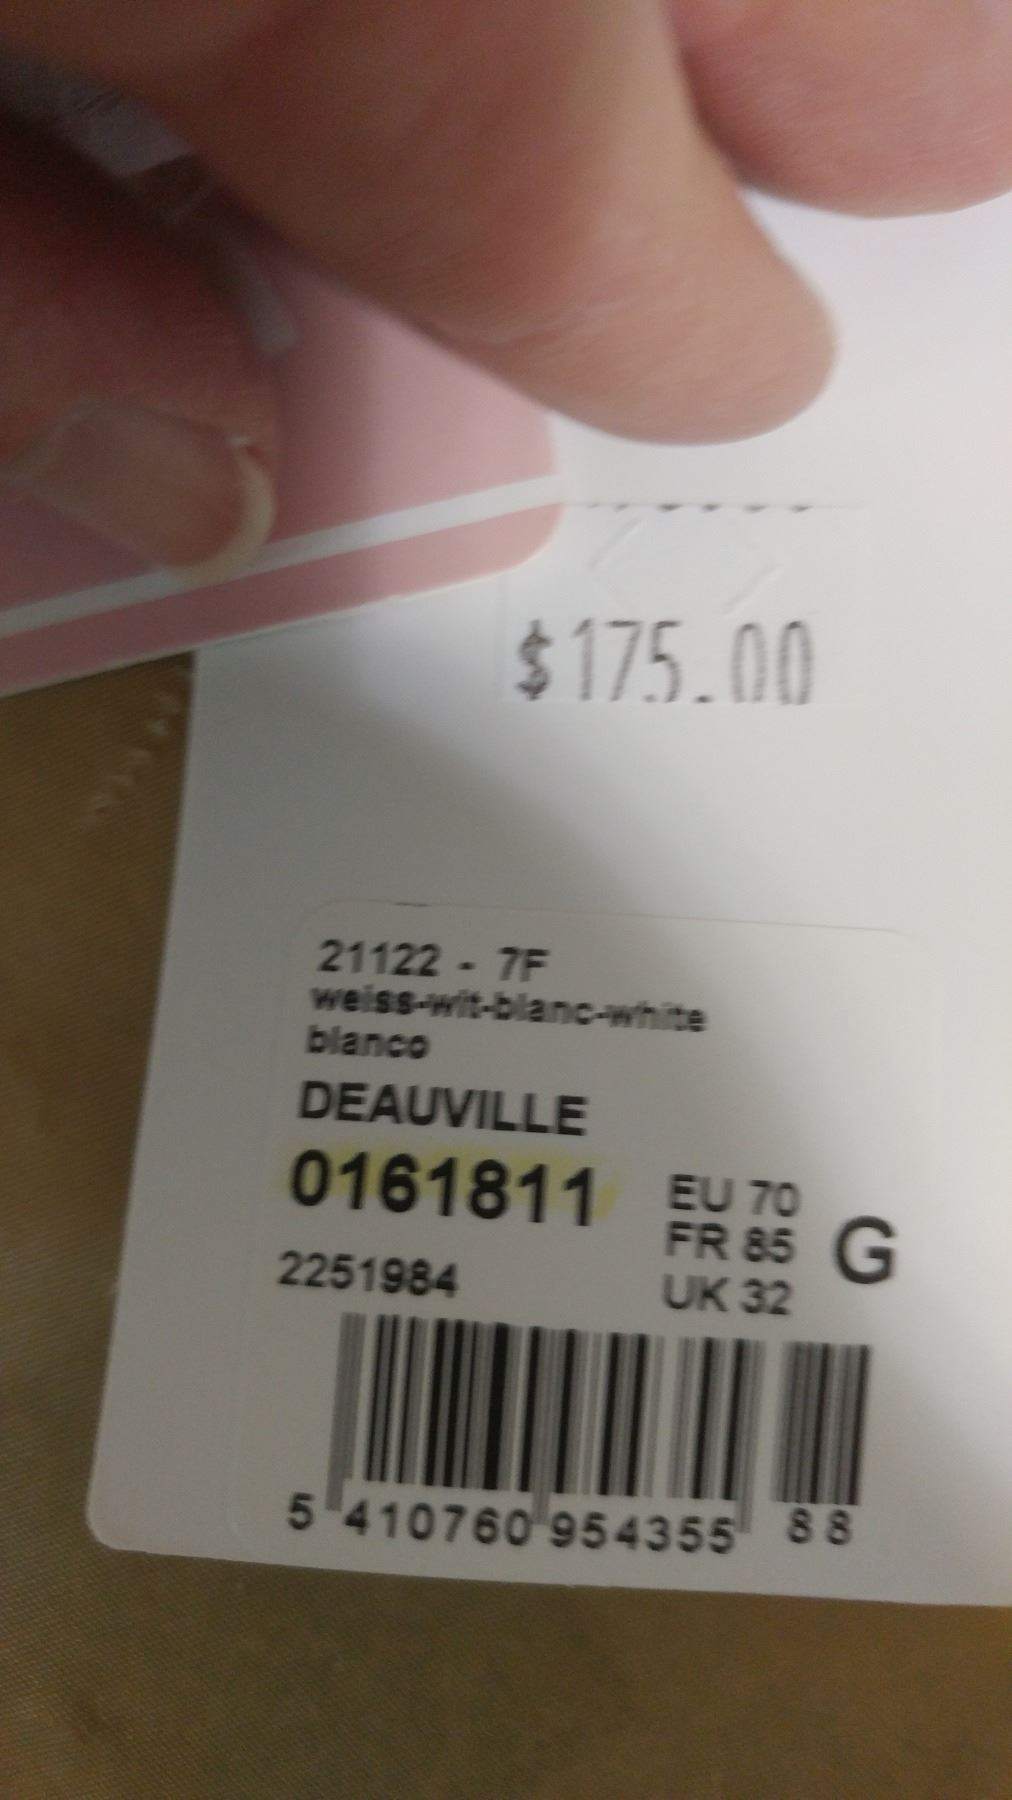 $175.00
21122 - 7F
weiss-wit-blanc-white
blanco
DEAUVILLE
0161811
EU 70
FR 85
UK 32
G
2251984
5 410760 954355 88